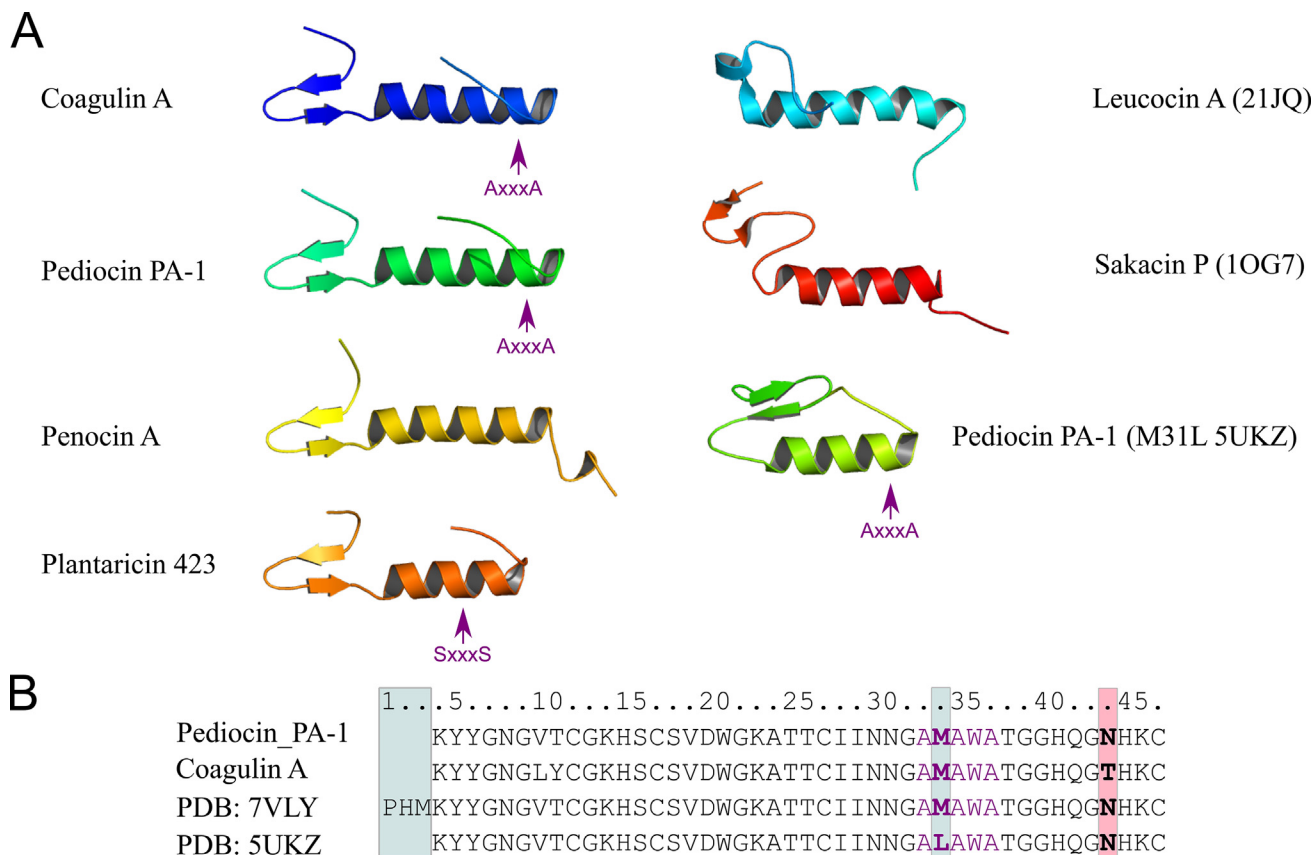 A
Coagulin A
AxxxA
Leucocin A (21JQ)
Pediocin PA-1
AxxxA
Sakacin P (1OG7)
Penocin A
Pediocin PA-1 (M31L 5UKZ)
AxxxA
Plantaricin 423
SxxxS
B
1...5....10...15...20...25...30...35...40...45.
Pediocin_PA-1 KYYGNGVTCGKHSCSVDWGKATTCIINNGAMAWATGGHQGNHKC
Coagulin A KYYGNGLYCGKHSCSVDWGKATTCIINNGAMAWATGGHQGTHKC
PDB: 7VLY PHMKYYGNGVTCGKHSCSVDWGKATTCIINNGAMAWATGGHQGNHKC
PDB: 5UKZ KYYGNGVTCGKHSCSVDWGKATTCIINNGALAWATGGHQGNHKC